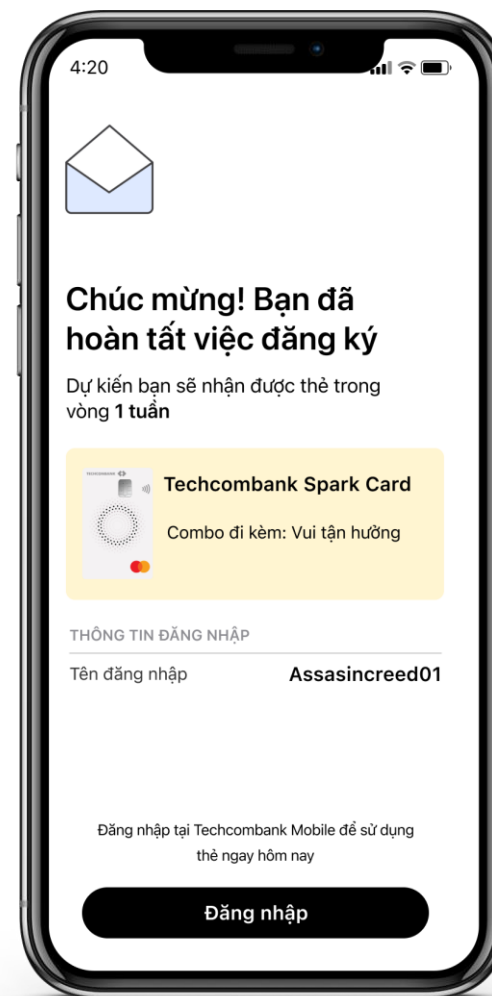 4:20
Chúc mừng! Bạn đã
hoàn tất việc đăng ký
Dự kiến bạn sẽ nhận được thẻ trong
vòng 1 tuần
TECHCOMBANK
Techcombank Spark Card
Combo đi kèm: Vui tận hưởng
THÔNG TIN ĐĂNG NHẬP
Tên đăng nhập Assasincreed01
Đăng nhập tại Techcombank Mobile để sử dụng
thẻ ngay hôm nay
Đăng nhập